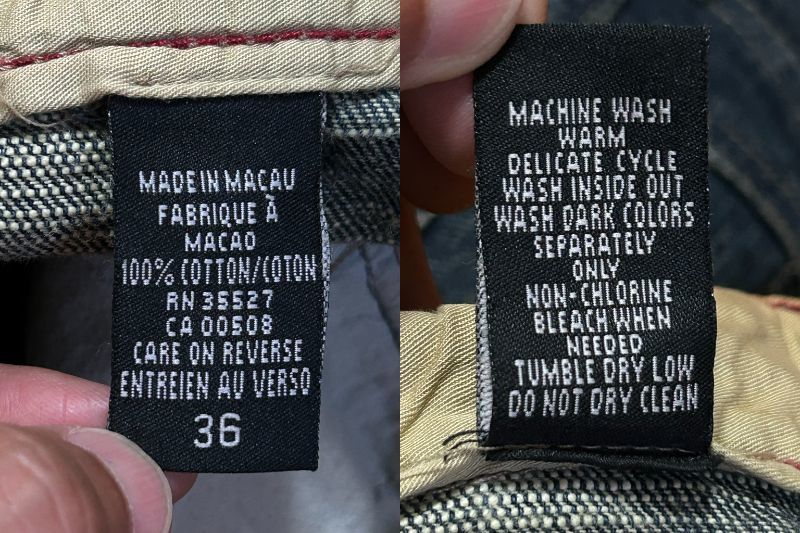 MADE IN MACAU
FABRIQUE À
MACAO
100% COTTON/COTON
RN 35527
CA 00508
CARE ON REVERSE
ENTREIEN AU VERSO
36
MACHINE WASH
WARM
DELICATE CYCLE
WASH INSIDE OUT
WASH DARK COLORS
SEPARATELY
ONLY
NON-CHLORINE
BLEACH WHEN
NEEDED
TUMBLE DRY LOW
DO NOT DRY CLEAN